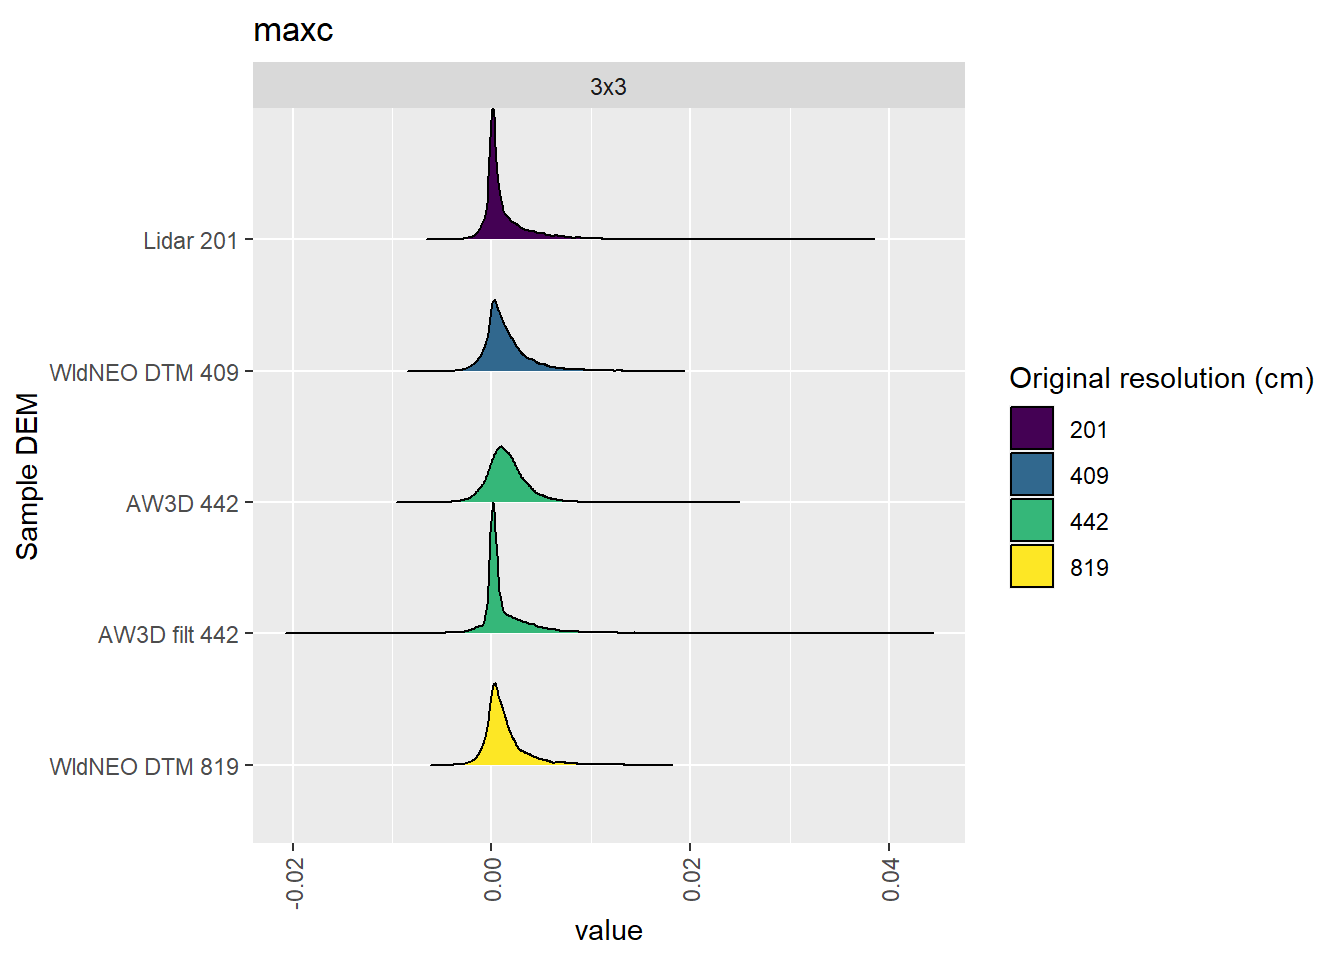 maxc
3x3
Lidar 201
WldNEO DTM 409
AW3D 442
AW3D filt 442
WldNEO DTM 819
Sample DEM
-0.02
0.00
0.02
0.04
value
Original resolution (cm)
201
409
442
819